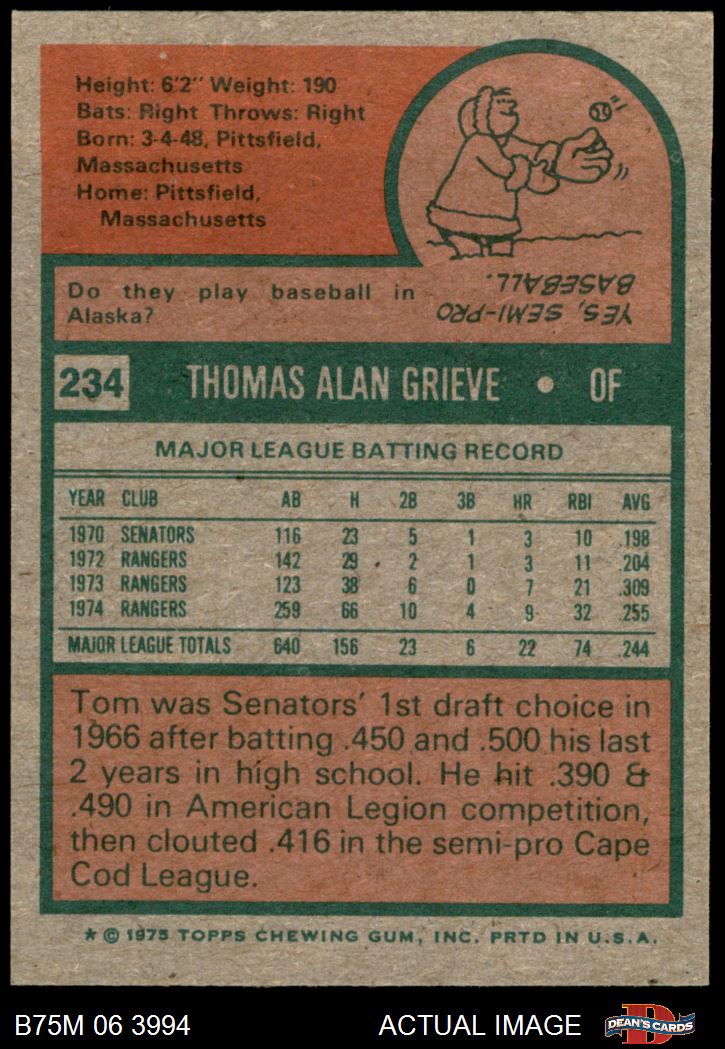 Height: 6'2" Weight: 190
Bats: Right Throws: Right
Born: 3-4-48, Pittsfield,
Massachusetts
Home: Pittsfield,
Massachusetts
Do they play baseball in
Alaska?
YES, SEMI-PRO
BASEBALL.
234 THOMAS ALAN GRIEVE • OF
MAJOR LEAGUE BATTING RECORD
YEAR CLUB AB H 2B 3B HR RBI AVG
1970 SENATORS 116 23 5 1 3 10 .198
1972 RANGERS 142 29 2 1 3 11 .204
1973 RANGERS 123 38 6 0 7 21 .309
1974 RANGERS 259 66 10 4 9 32 .255
MAJOR LEAGUE TOTALS 640 156 23 6 22 74 .244
Tom was Senators' 1st draft choice in
1966 after batting .450 and .500 his last
2 years in high school. He hit .390 &
.490 in American Legion competition,
then clouted .416 in the semi-pro Cape
Cod League.
* © 1975 TOPPS CHEWING GUM, INC. PRTD IN U.S.A.
B75M 06 3994 ACTUAL IMAGE
D
DEAN'S CARDS